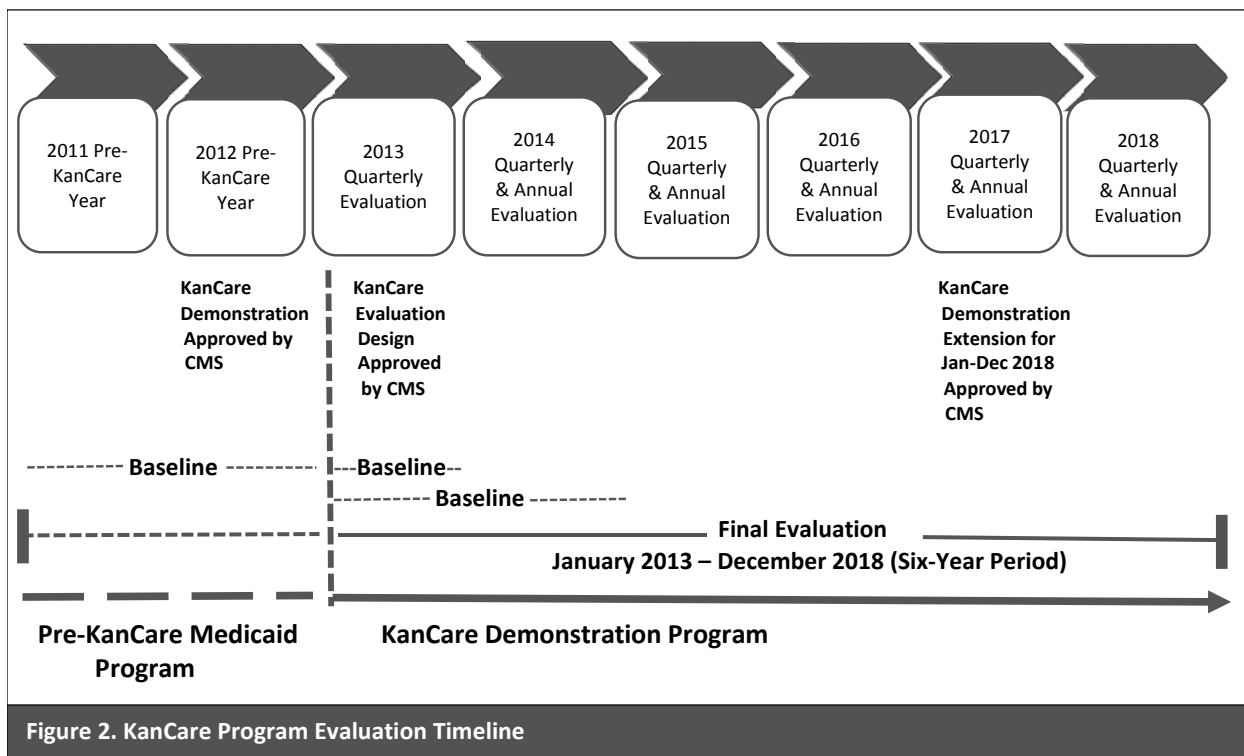 2011 Pre-
KanCare
Year
2012 Pre-
KanCare
Year
2013
Quarterly
Evaluation
2014
Quarterly
& Annual
Evaluation
2015
Quarterly
& Annual
Evaluation
2016
Quarterly
& Annual
Evaluation
2017
Quarterly
& Annual
Evaluation
2018
Quarterly
& Annual
Evaluation
KanCare
Demonstration
Approved by
CMS
KanCare
Evaluation
Design
Approved
by CMS
KanCare
Demonstration
Extension for
Jan-Dec 2018
Approved by
CMS
Baseline
Baseline
Baseline
Final Evaluation
January 2013 – December 2018 (Six-Year Period)
Pre-KanCare Medicaid
Program
KanCare Demonstration Program
Figure 2. KanCare Program Evaluation Timeline